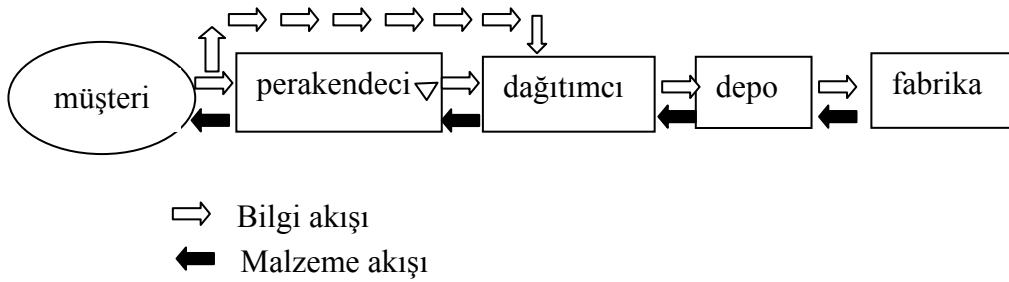 müşteri
perakendeci
dağıtımcı
depo
fabrika
Bilgi akışı
Malzeme akışı